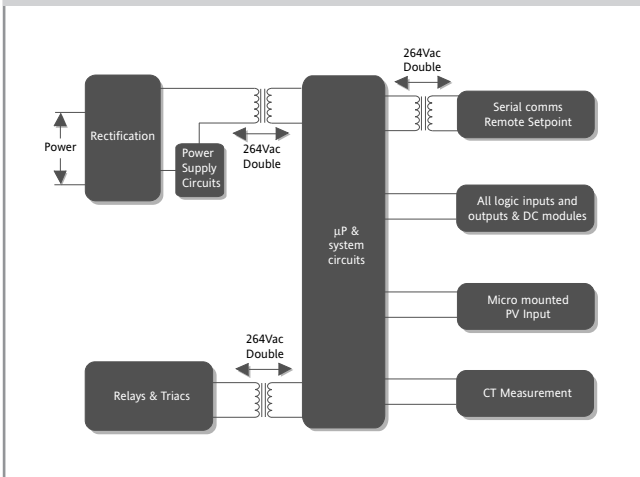 264Vac
Double
Rectification
Power
Power
Supply
Circuits
264Vac
Double
µP &
system
circuits
Serial comms
Remote Setpoint
All logic inputs and
outputs & DC modules
Micro mounted
PV Input
264Vac
Double
Relays & Triacs
CT Measurement